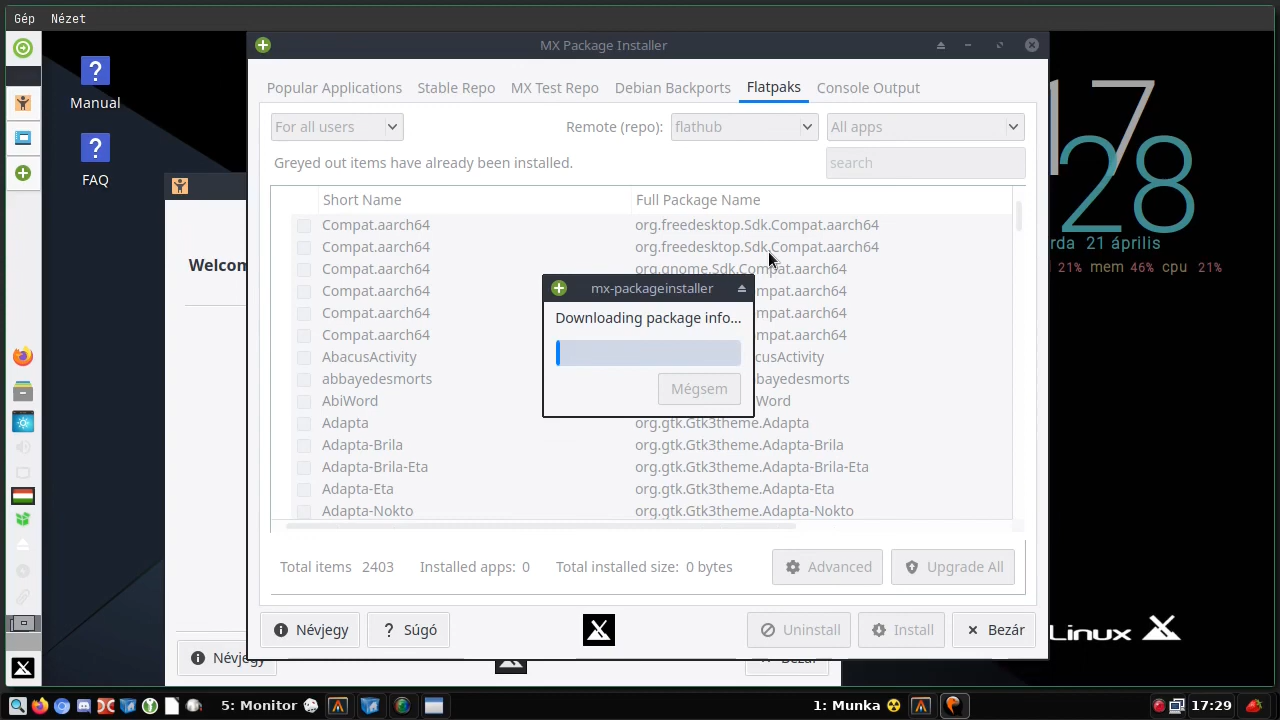 Gép Nézet
MX Package Installer
Manual
FAQ
Popular Applications Stable Repo MX Test Repo Debian Backports Flatpaks Console Output
For all users Remote (repo): flathub All apps
Greyed out items have already been installed. search
Short Name Full Package Name
Compat.aarch64 org.freedesktop.Sdk.Compat.aarch64
Compat.aarch64 org.freedesktop.Sdk.Compat.aarch64
Compat.aarch64 org.gnome.Sdk.Compat.aarch64
Compat.aarch64 mpat.aarch64
Compat.aarch64 mpat.aarch64
Compat.aarch64 mpat.aarch64
AbacusActivity cusActivity
abbayedesmorts bayedesmorts
AbiWord Word
Adapta org.gtk.Gtk3theme.Adapta
Adapta-Brila org.gtk.Gtk3theme.Adapta-Brila
Adapta-Brila-Eta org.gtk.Gtk3theme.Adapta-Brila-Eta
Adapta-Eta org.gtk.Gtk3theme.Adapta-Eta
Adapta-Nokto org.gtk.Gtk3theme.Adapta-Nokto
mx-packageinstaller
Downloading package info...
Mégsem
Total items 2403 Installed apps: 0 Total installed size: 0 bytes Advanced Upgrade All
Névjegy Súgó Uninstall Install Bezár
Welcom
Névjegy Bezár
17
28
rda 21 április
21% mem 46% cpu 21%
Linux
5: Monitor 1: Munka 17:29